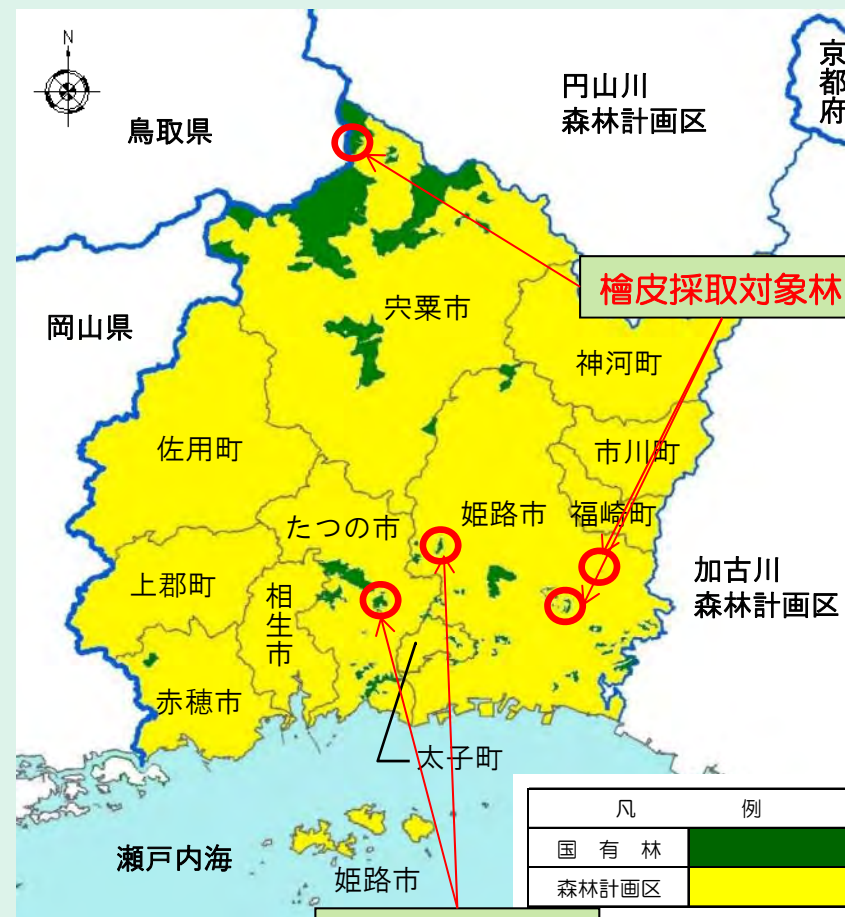 N
京
都
府
円山川
森林計画区
鳥取県
檜皮採取対象林
宍粟市
岡山県
神河町
佐用町
市川町
姫路市
福崎町
たつの市
上郡町
相
生
市
加古川
森林計画区
赤穂市
太子町
凡例
国有林
森林計画区
瀬戸内海
姫路市